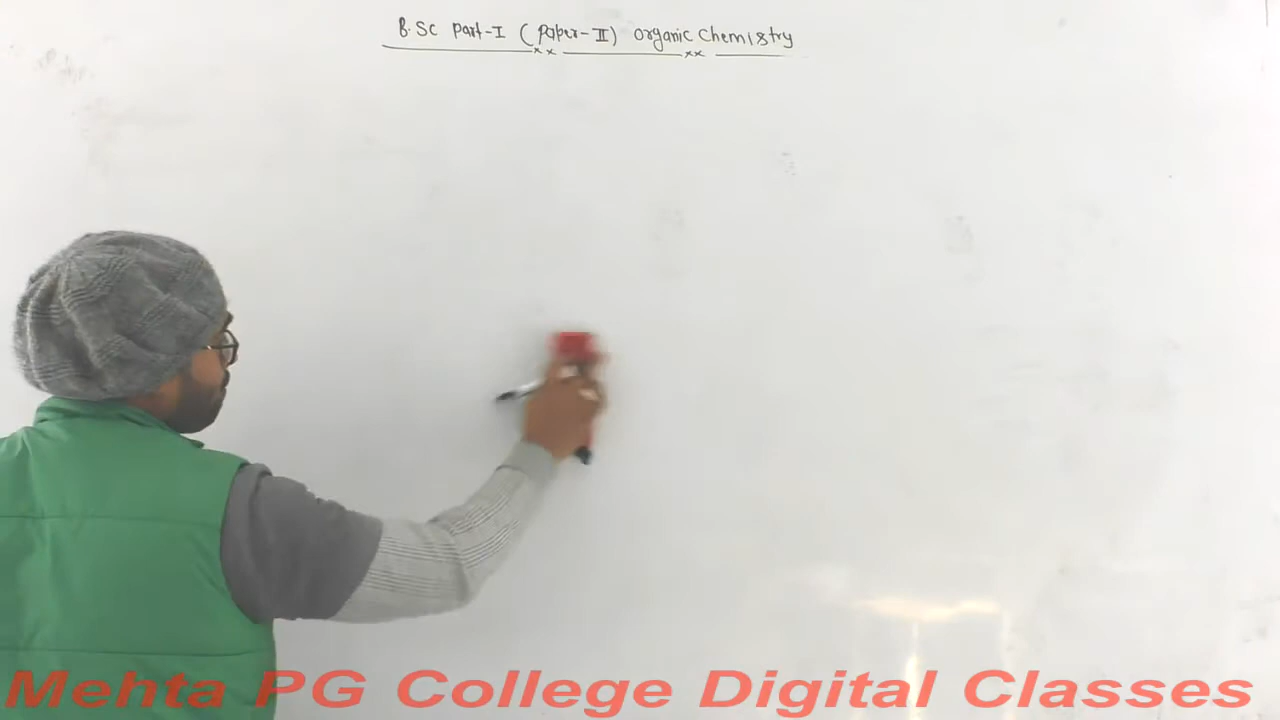 B.Sc Part-I (Paper-II) Organic Chemistry
Mehta PG College Digital Classes